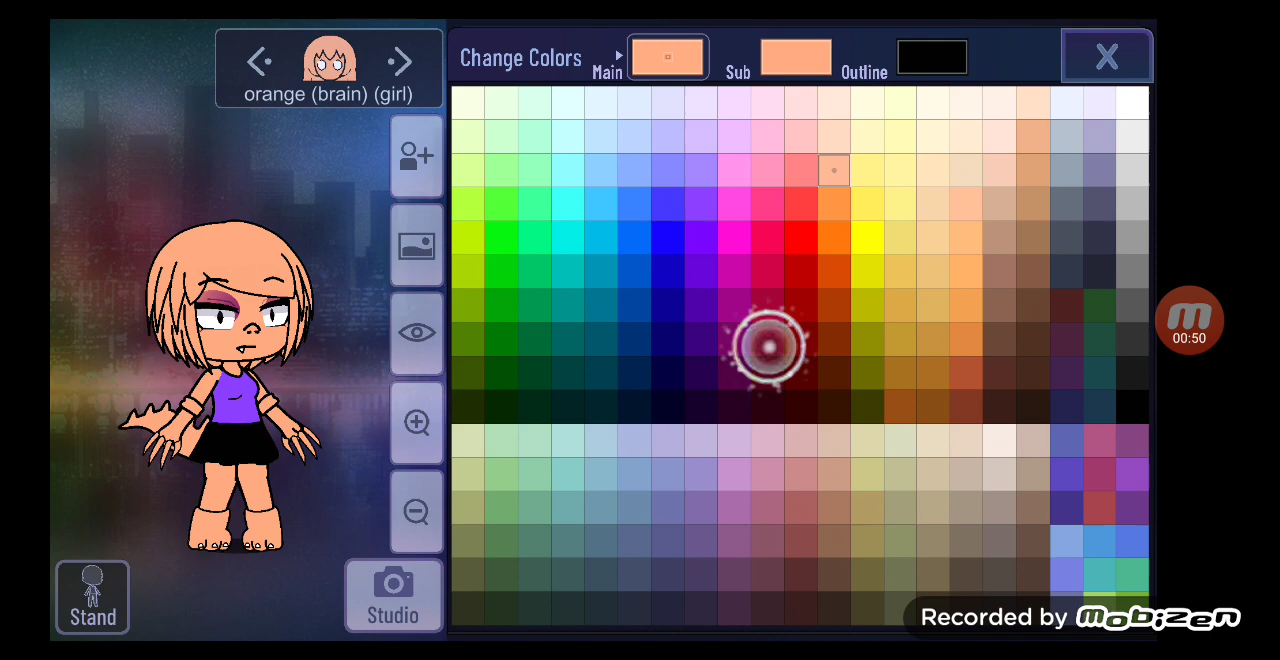 orange (brain) (girl)
Change Colors
Main
Sub
Outline
X
Stand
Studio
00:50
Recorded by mobizen